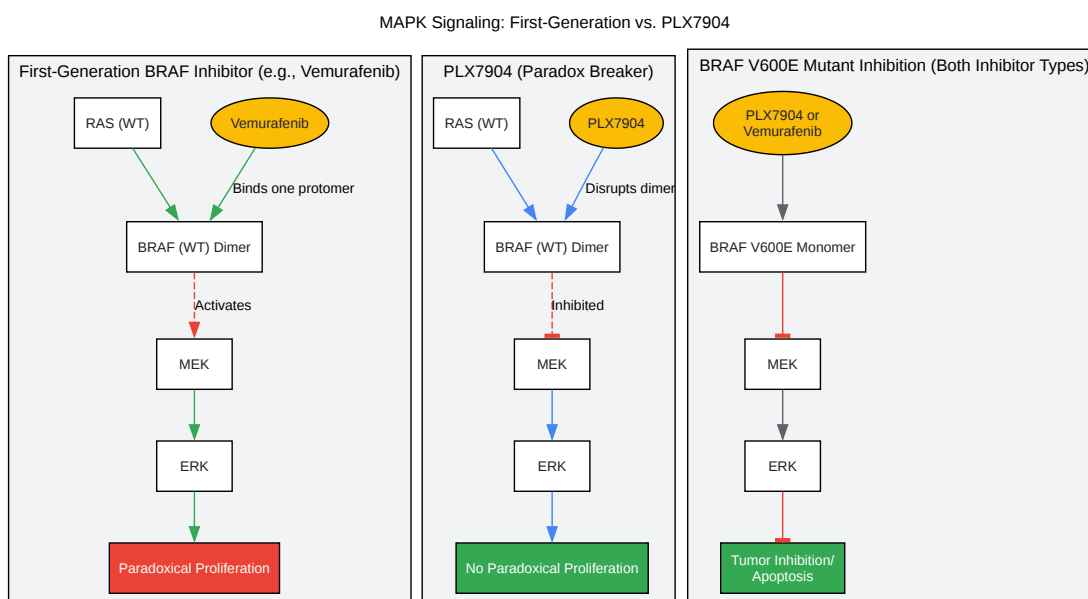 MAPK Signaling: First-Generation vs. PLX7904
First-Generation BRAF Inhibitor (e.g., Vemurafenib)
RAS (WT)
Vemurafenib
Binds one protomer
BRAF (WT) Dimer
Activates
MEK
ERK
Paradoxical Proliferation
PLX7904 (Paradox Breaker)
RAS (WT)
PLX7904
Disrupts dimer
BRAF (WT) Dimer
Inhibited
MEK
ERK
No Paradoxical Proliferation
BRAF V600E Mutant Inhibition (Both Inhibitor Types)
PLX7904 or
Vemurafenib
BRAF V600E Monomer
MEK
ERK
Tumor Inhibition/
Apoptosis